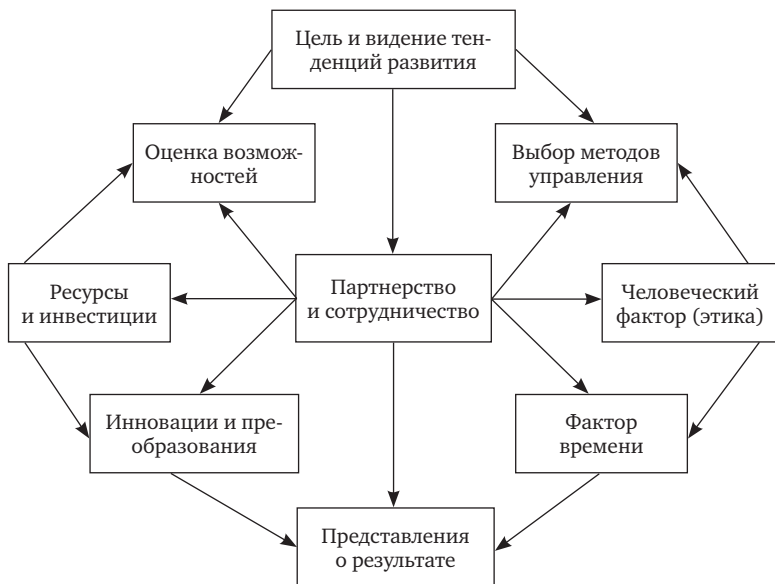 Цель и видение тен-
денций развития
Оценка возмож-
ностей
Выбор методов
управления
Ресурсы
и инвестиции
Партнерство
и сотрудничество
Человеческий
фактор (этика)
Инновации и пре-
образования
Фактор
времени
Представления
о результате